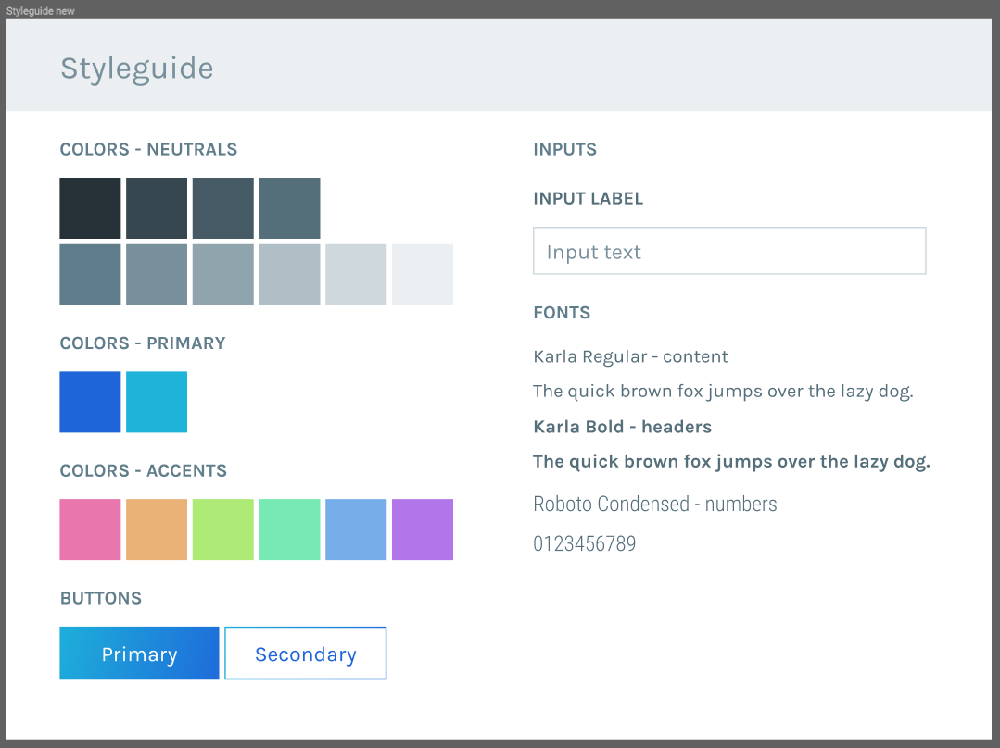 Styleguide new
Styleguide
COLORS - NEUTRALS
COLORS - PRIMARY
COLORS - ACCENTS
BUTTONS
Primary
Secondary
INPUTS
INPUT LABEL
Input text
FONTS
Karla Regular - content
The quick brown fox jumps over the lazy dog.
Karla Bold - headers
The quick brown fox jumps over the lazy dog.
Roboto Condensed - numbers
0123456789